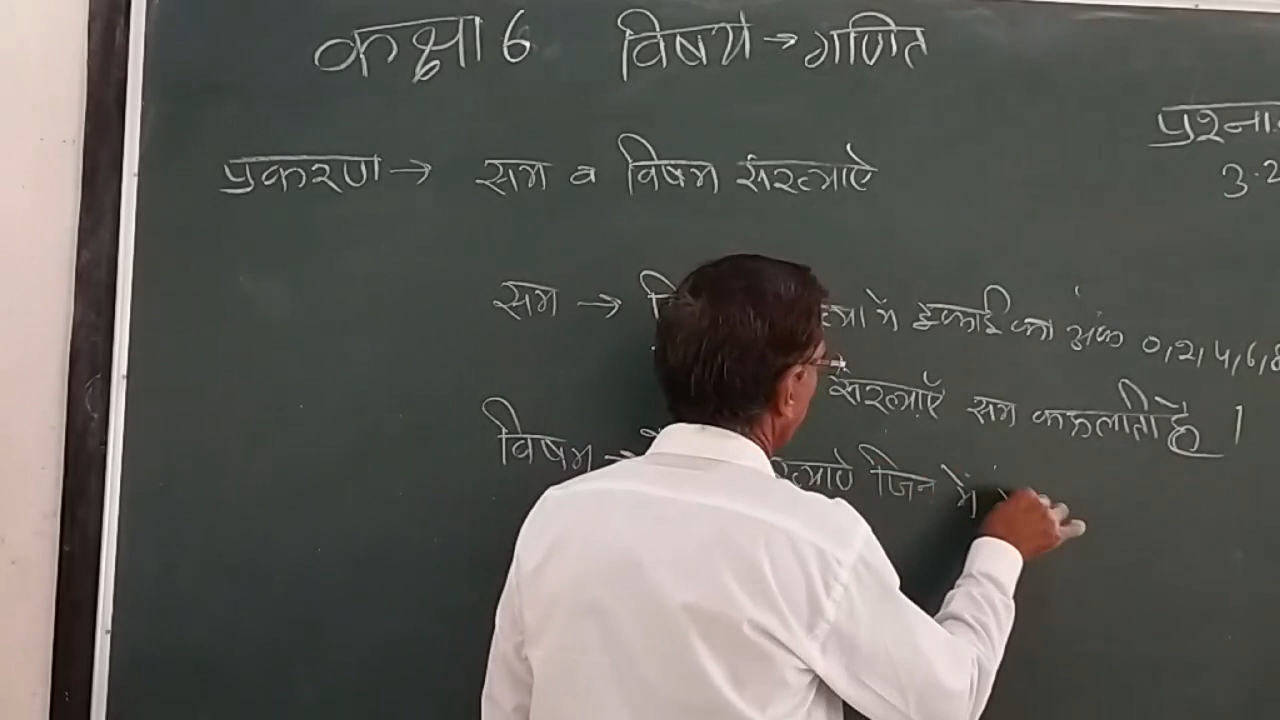 कक्षा 6 विषय → गणित
प्रश्ना
3.2
प्रकरण → सम व विषम संख्याऐ
सम → में इकाई का अंक 0,2,4,6,8
संख्याऐं सम कहलाती है ।
विषम → जिन में